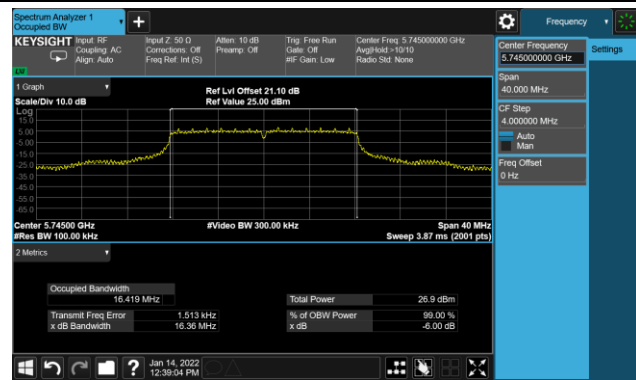 Spectrum Analyzer 1
Occupied BW
+
Frequency
KEYSIGHT
Input: RF
Coupling: AC
Align: Auto
Input Z: 50 Ω
Corrections: Off
Freq Ref: Int (S)
Atten: 10 dB
Preamp: Off
Trig: Free Run
Gate: Off
#IF Gain: Low
Center Freq: 5.745000000 GHz
Avg|Hold:>10/10
Radio Std: None
Center Frequency
5.745000000 GHz
Settings
Span
40.000 MHz
CF Step
4.000000 MHz
Auto
Man
Freq Offset
0 Hz
1 Graph
Scale/Div 10.0 dB
Ref Lvl Offset 21.10 dB
Ref Value 25.00 dBm
Log
15.0
5.00
-5.00
-15.0
-25.0
-35.0
-45.0
-55.0
-65.0
Center 5.74500 GHz
#Res BW 100.00 kHz
#Video BW 300.00 kHz
Span 40 MHz
Sweep 3.87 ms (2001 pts)
2 Metrics
Occupied Bandwidth
16.419 MHz
Total Power 26.9 dBm
Transmit Freq Error 1.513 kHz
% of OBW Power 99.00 %
x dB Bandwidth 16.36 MHz
x dB -6.00 dB
?
Jan 14, 2022
12:39:04 PM